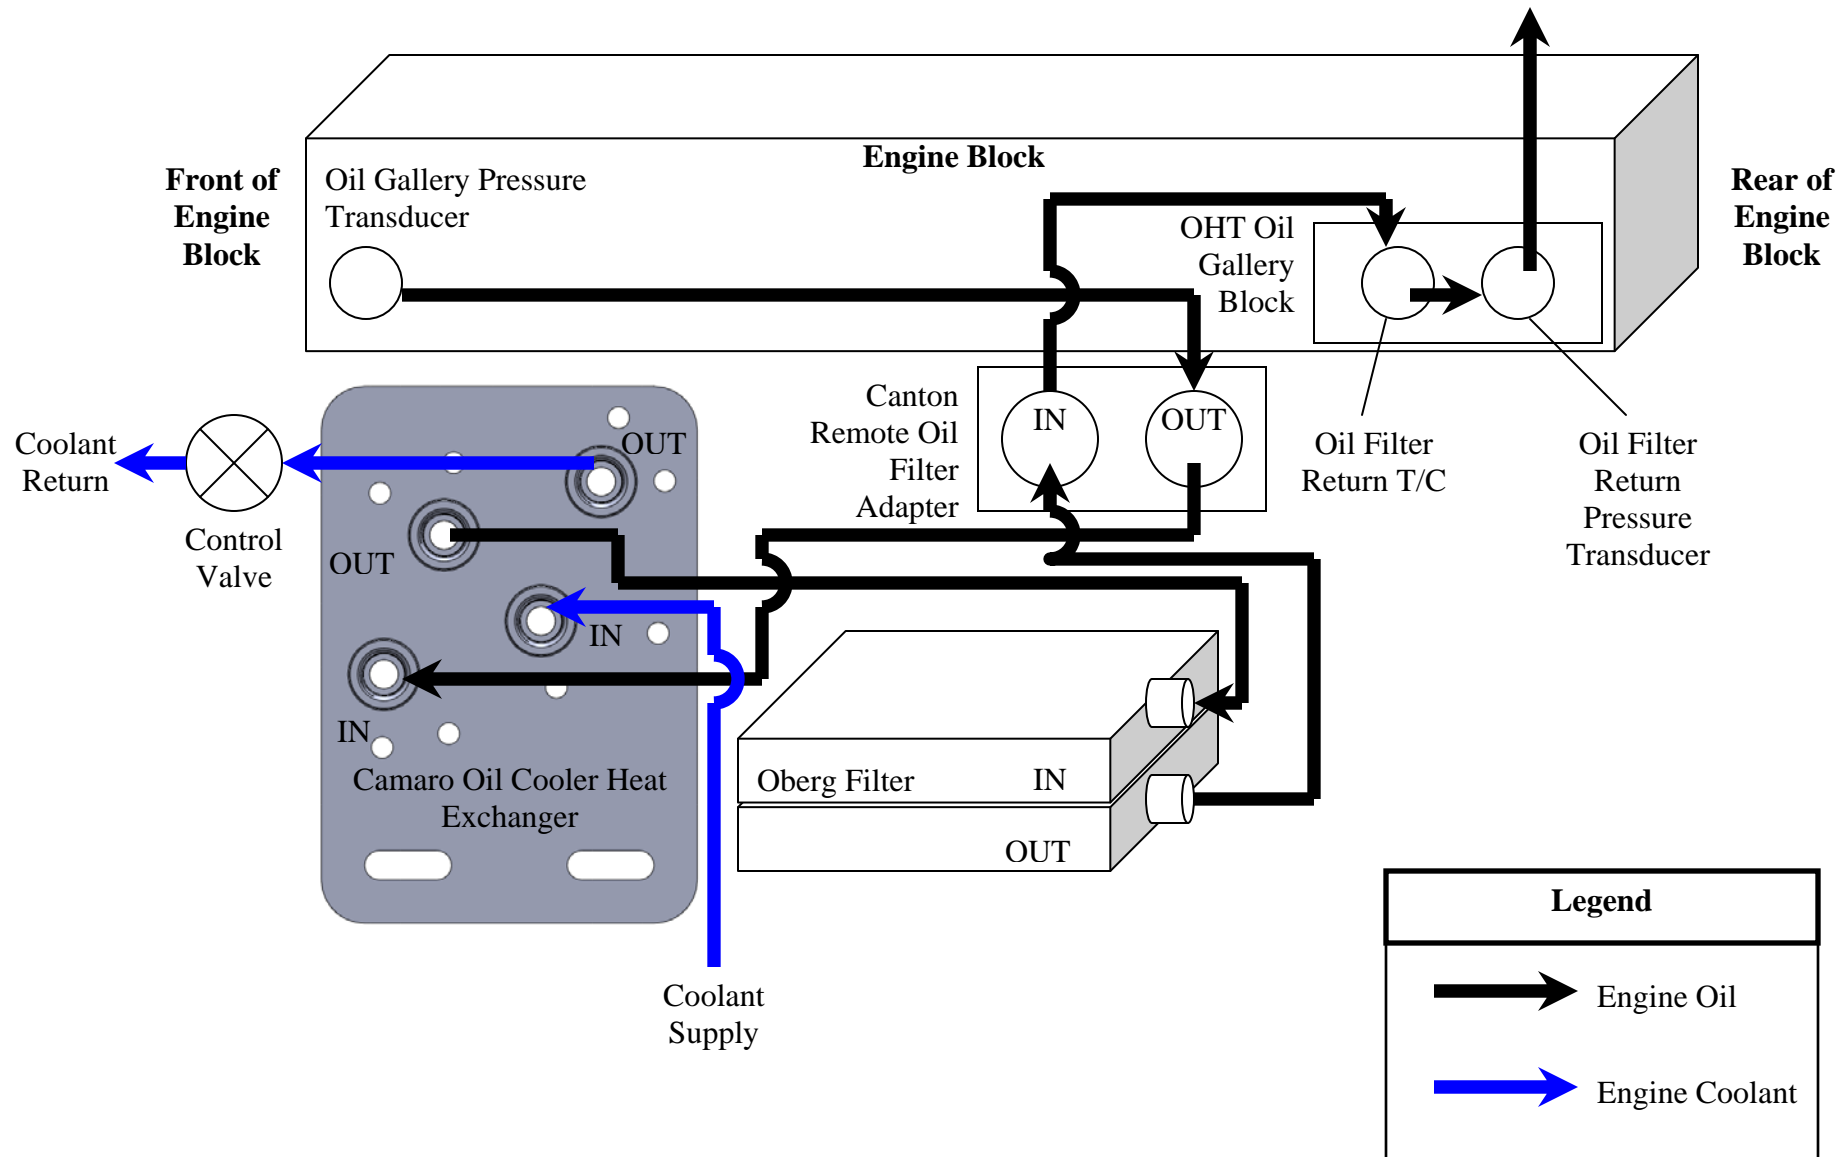 Engine Block
Front of
Engine
Block
Oil Gallery Pressure
Transducer
Rear of
Engine
Block
OHT Oil
Gallery
Block
Canton
Remote Oil
Filter
Adapter
IN
OUT
Oil Filter
Return T/C
Oil Filter
Return
Pressure
Transducer
Coolant
Return
Control
Valve
OUT
OUT
IN
IN
Camaro Oil Cooler Heat
Exchanger
Oberg Filter
IN
OUT
Coolant
Supply
Legend
Engine Oil
Engine Coolant